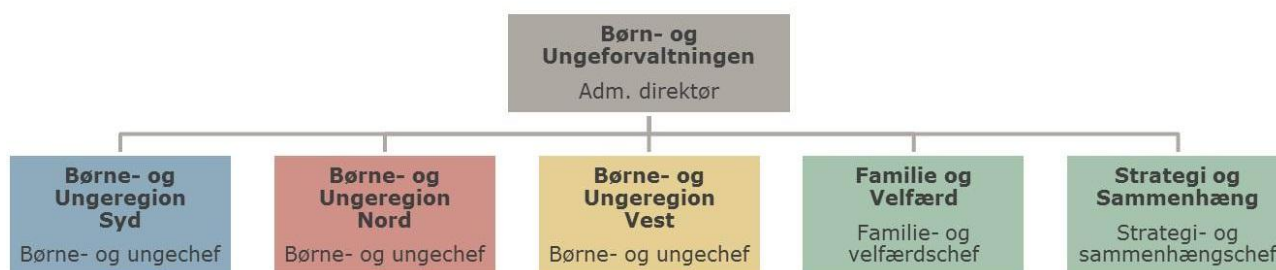 Børn- og
Ungeforvaltningen
Adm. direktør
Børne- og
Ungeregion
Syd
Børne- og ungechef
Børne- og
Ungeregion
Nord
Børne- og ungechef
Børne- og
Ungeregion
Vest
Børne- og ungechef
Familie og
Velfærd
Familie- og
velfærdschef
Strategi og
Sammenhæng
Strategi- og
sammenhængschef